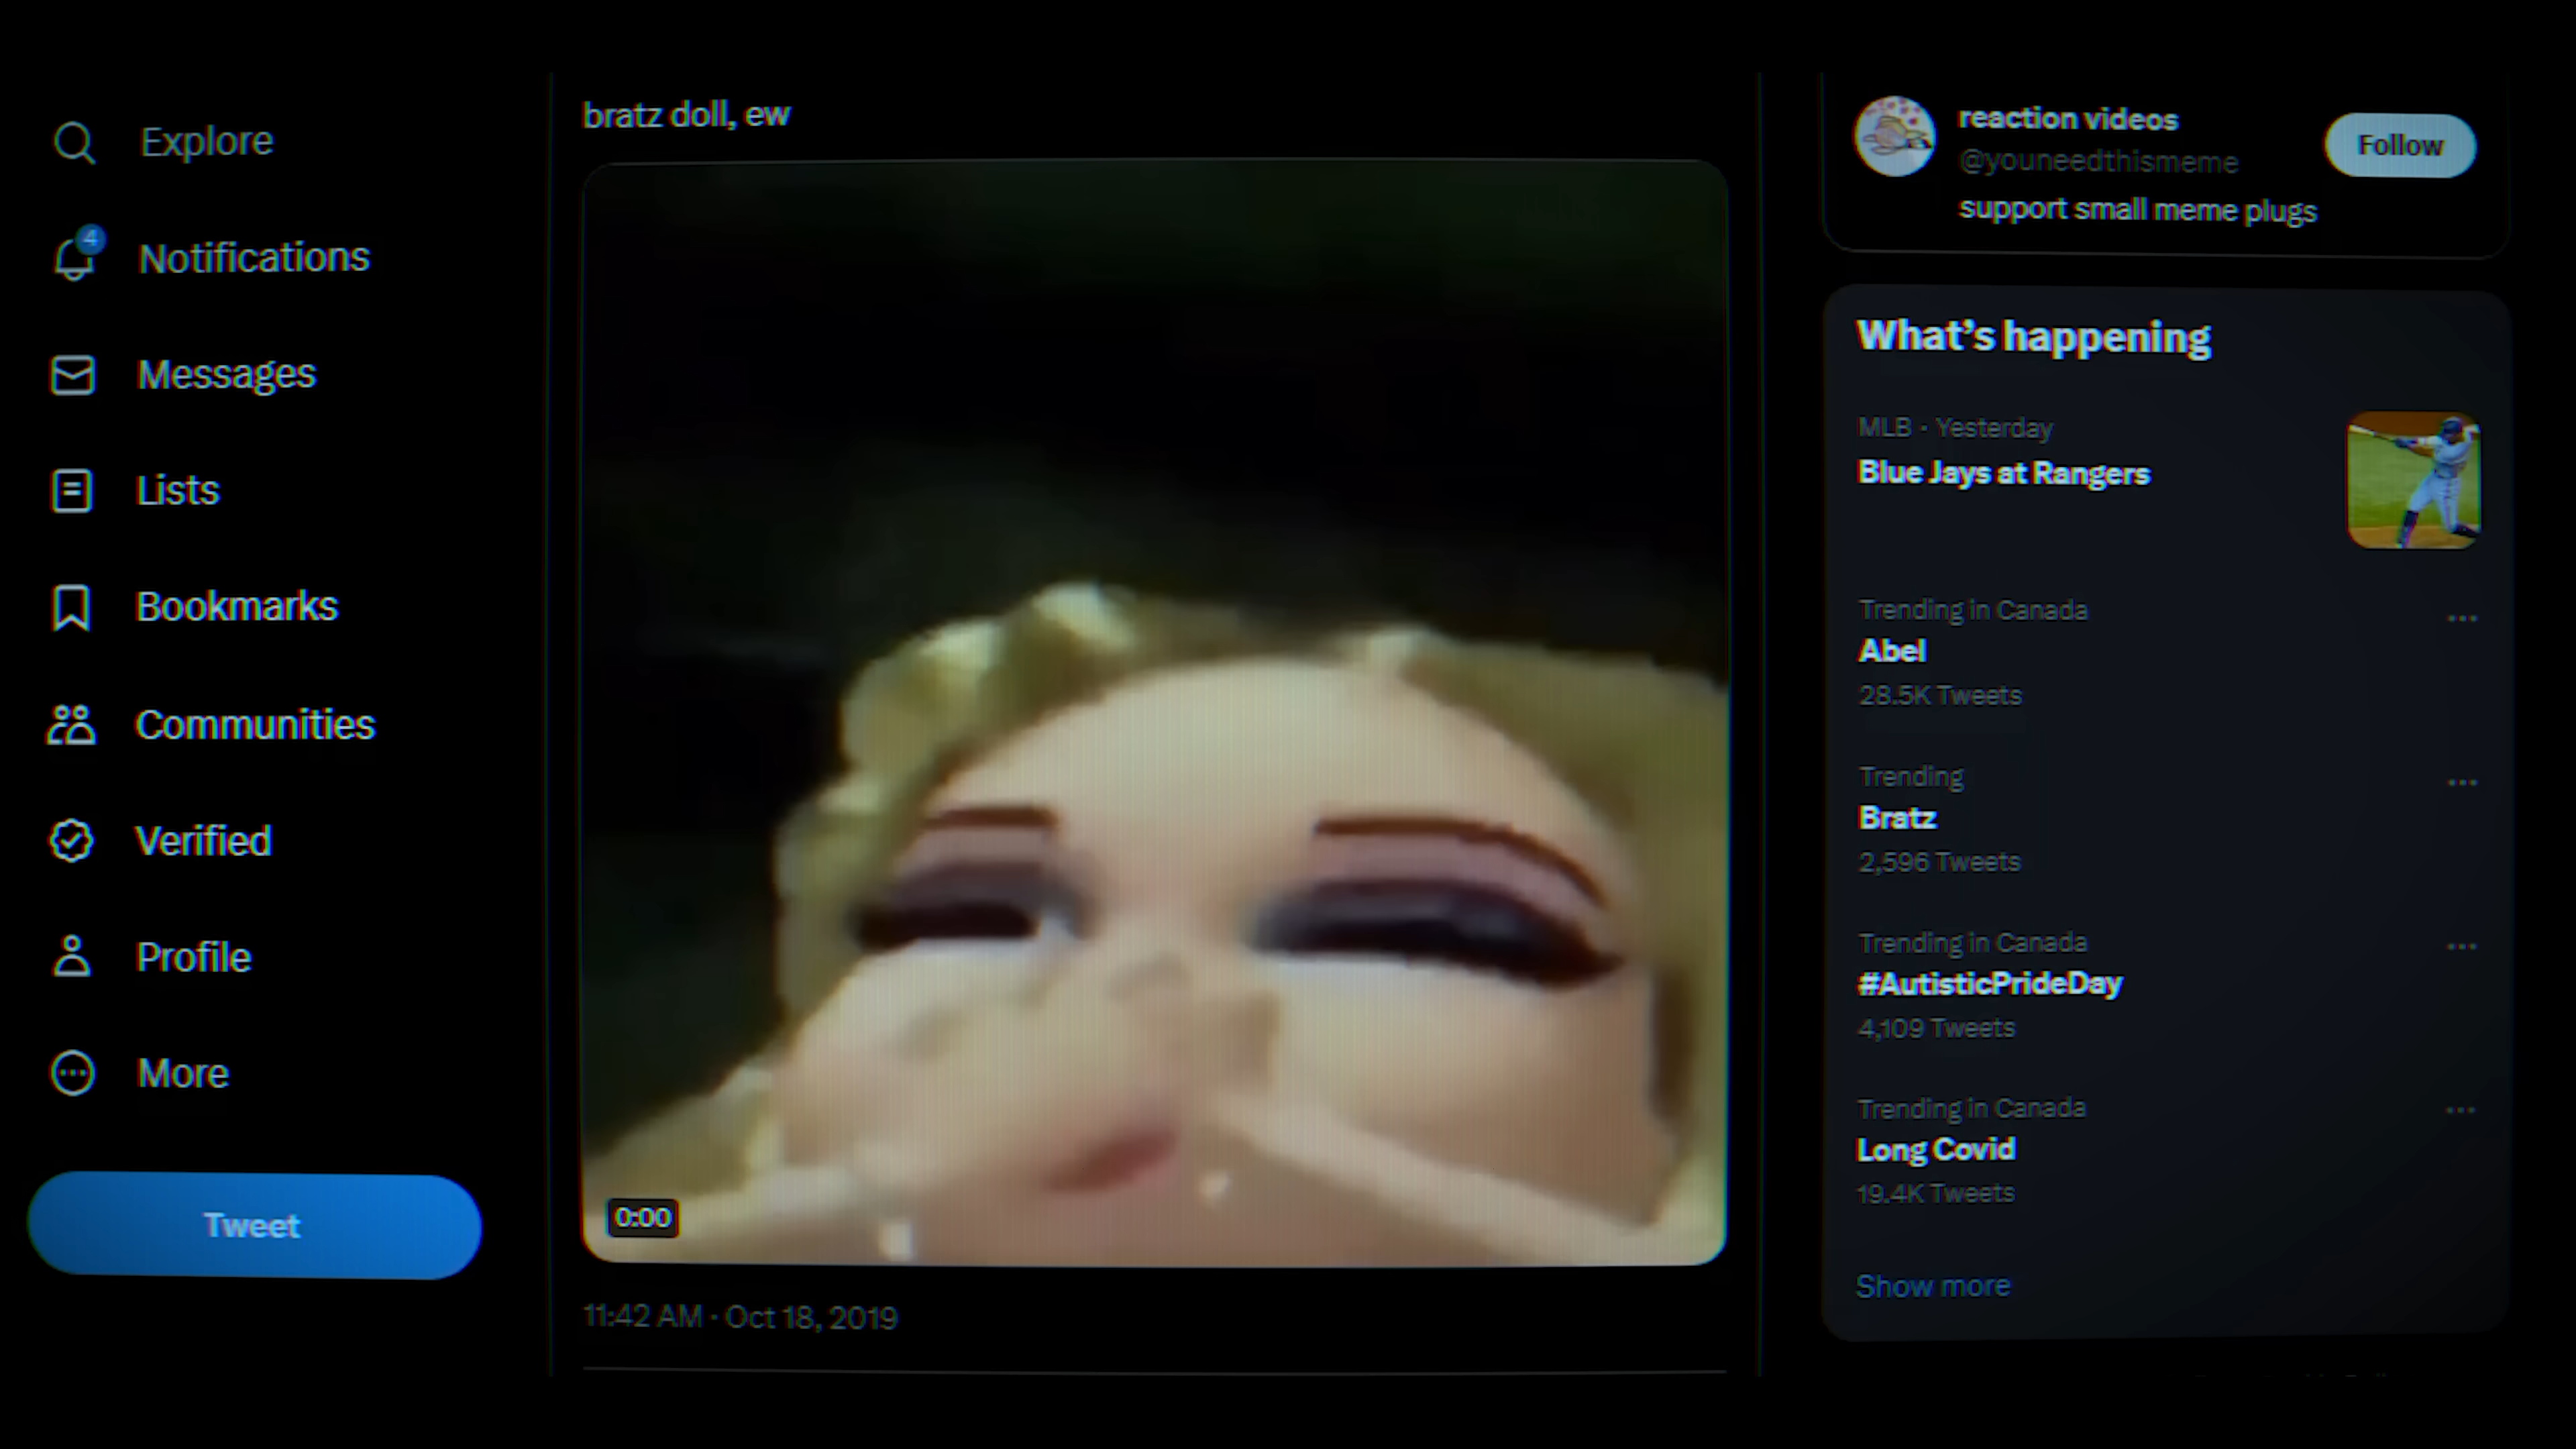 Explore
4
Notifications
Messages
Lists
Bookmarks
Communities
Verified
Profile
More
Tweet
bratz doll, ew
0:00
11:42 AM · Oct 18, 2019
reaction videos
@youneedthismeme
Follow
support small meme plugs
What's happening
MLB · Yesterday
Blue Jays at Rangers
Trending in Canada
Abel
28.5K Tweets
Trending
Bratz
2,596 Tweets
Trending in Canada
#AutisticPrideDay
4,109 Tweets
Trending in Canada
Long Covid
19.4K Tweets
Show more